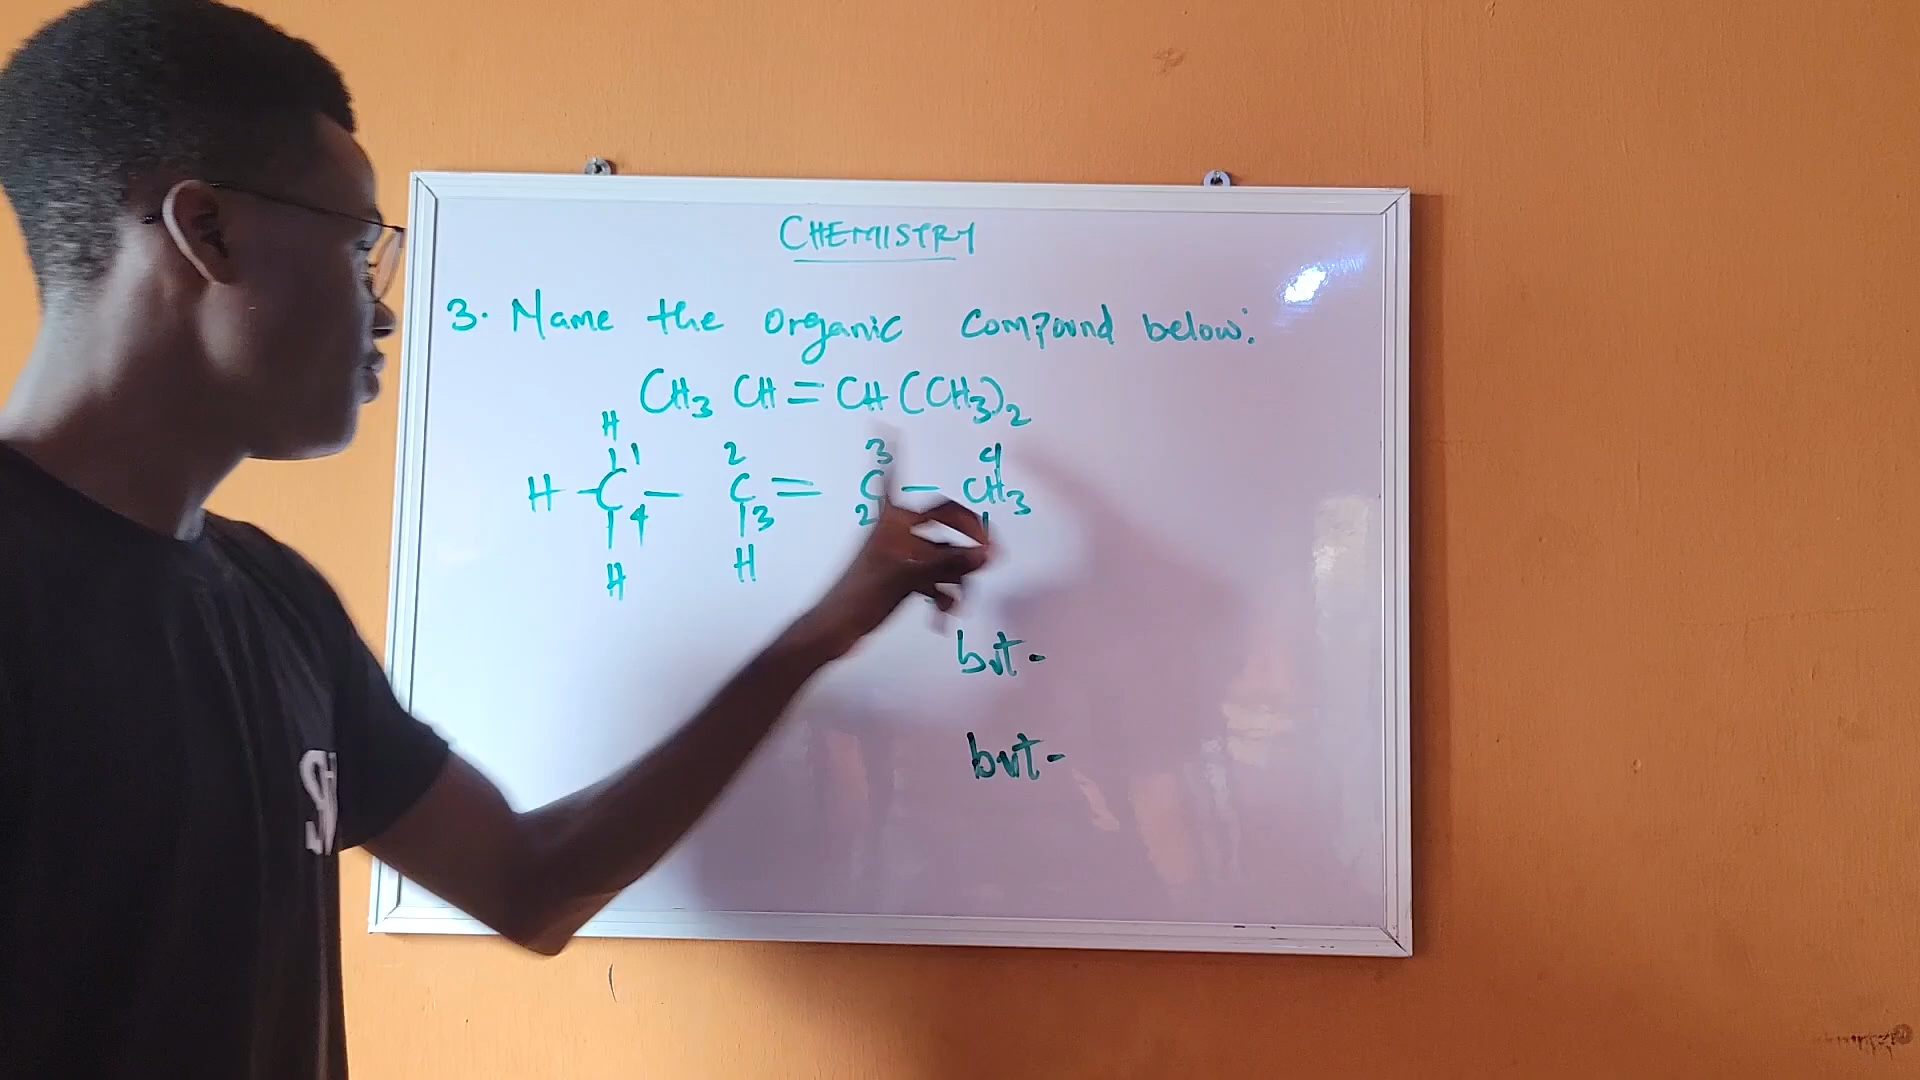 CHEMISTRY
3. Name the organic compound below:
CH3 CH = CH (CH3)2
H
1 2 3 4
H - C - C = C - CH3
4 3 2 1
H H
but-
but-